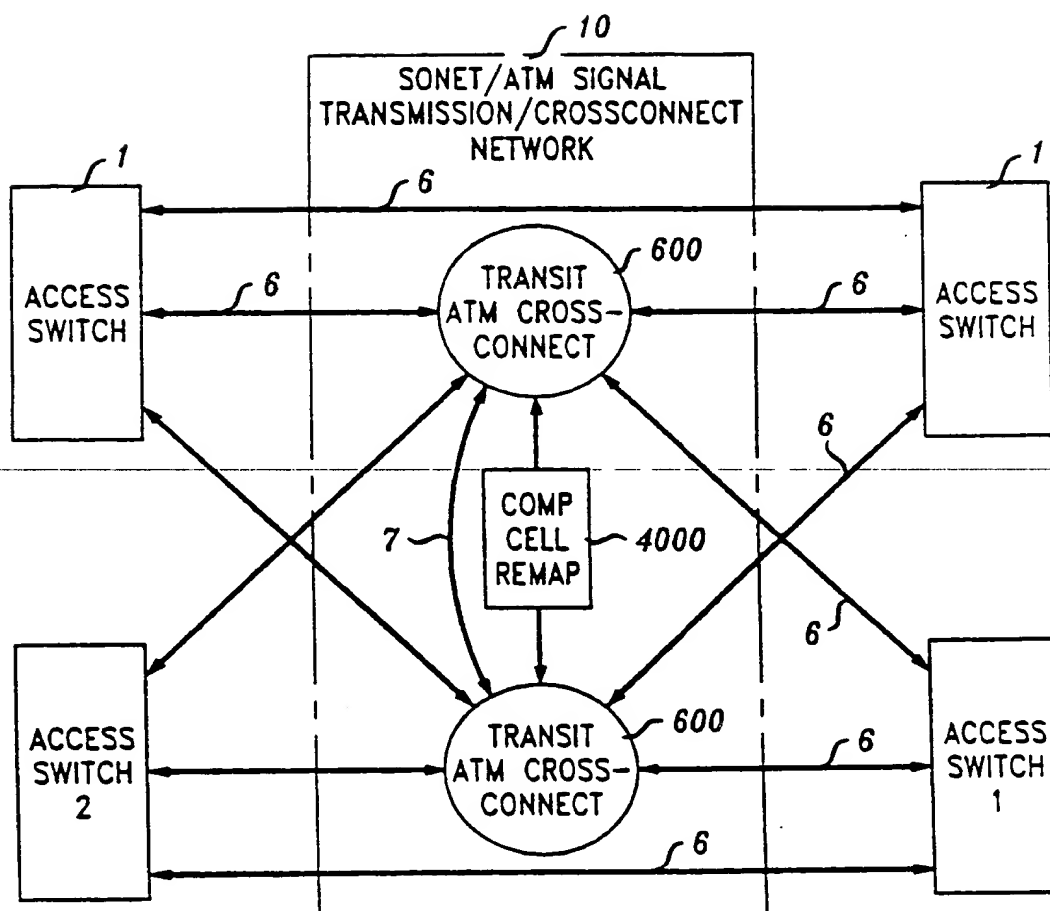 10
SONET/ATM SIGNAL
TRANSMISSION/CROSSCONNECT
NETWORK
1
1
6
ACCESS
SWITCH
6
TRANSIT
ATM CROSS-
CONNECT
600
6
ACCESS
SWITCH
6
7
COMP
CELL
REMAP
4000
6
ACCESS
SWITCH
2
TRANSIT
ATM CROSS-
CONNECT
600
6
ACCESS
SWITCH
1
6